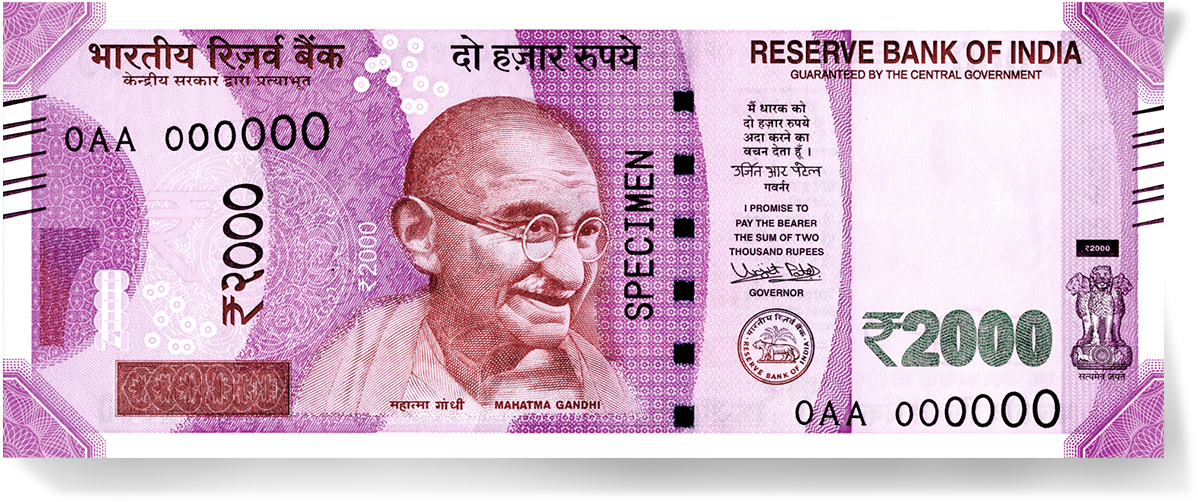 भारतीय रिज़र्व बैंक
केन्द्रीय सरकार द्वारा प्रत्याभूत
0AA 000000
₹२०००
₹2000
दो हज़ार रुपये
महात्मा गांधी
MAHATMA GANDHI
SPECIMEN
RESERVE BANK OF INDIA
GUARANTEED BY THE CENTRAL GOVERNMENT
मैं धारक को
दो हज़ार रुपये
अदा करने का
वचन देता हूँ ।
उर्जित आर पटेल
गवर्नर
I PROMISE TO
PAY THE BEARER
THE SUM OF TWO
THOUSAND RUPEES
GOVERNOR
भारतीय रिज़र्व बैंक
RESERVE BANK OF INDIA
₹2000
₹2000
सत्यमेव जयते
0AA 000000